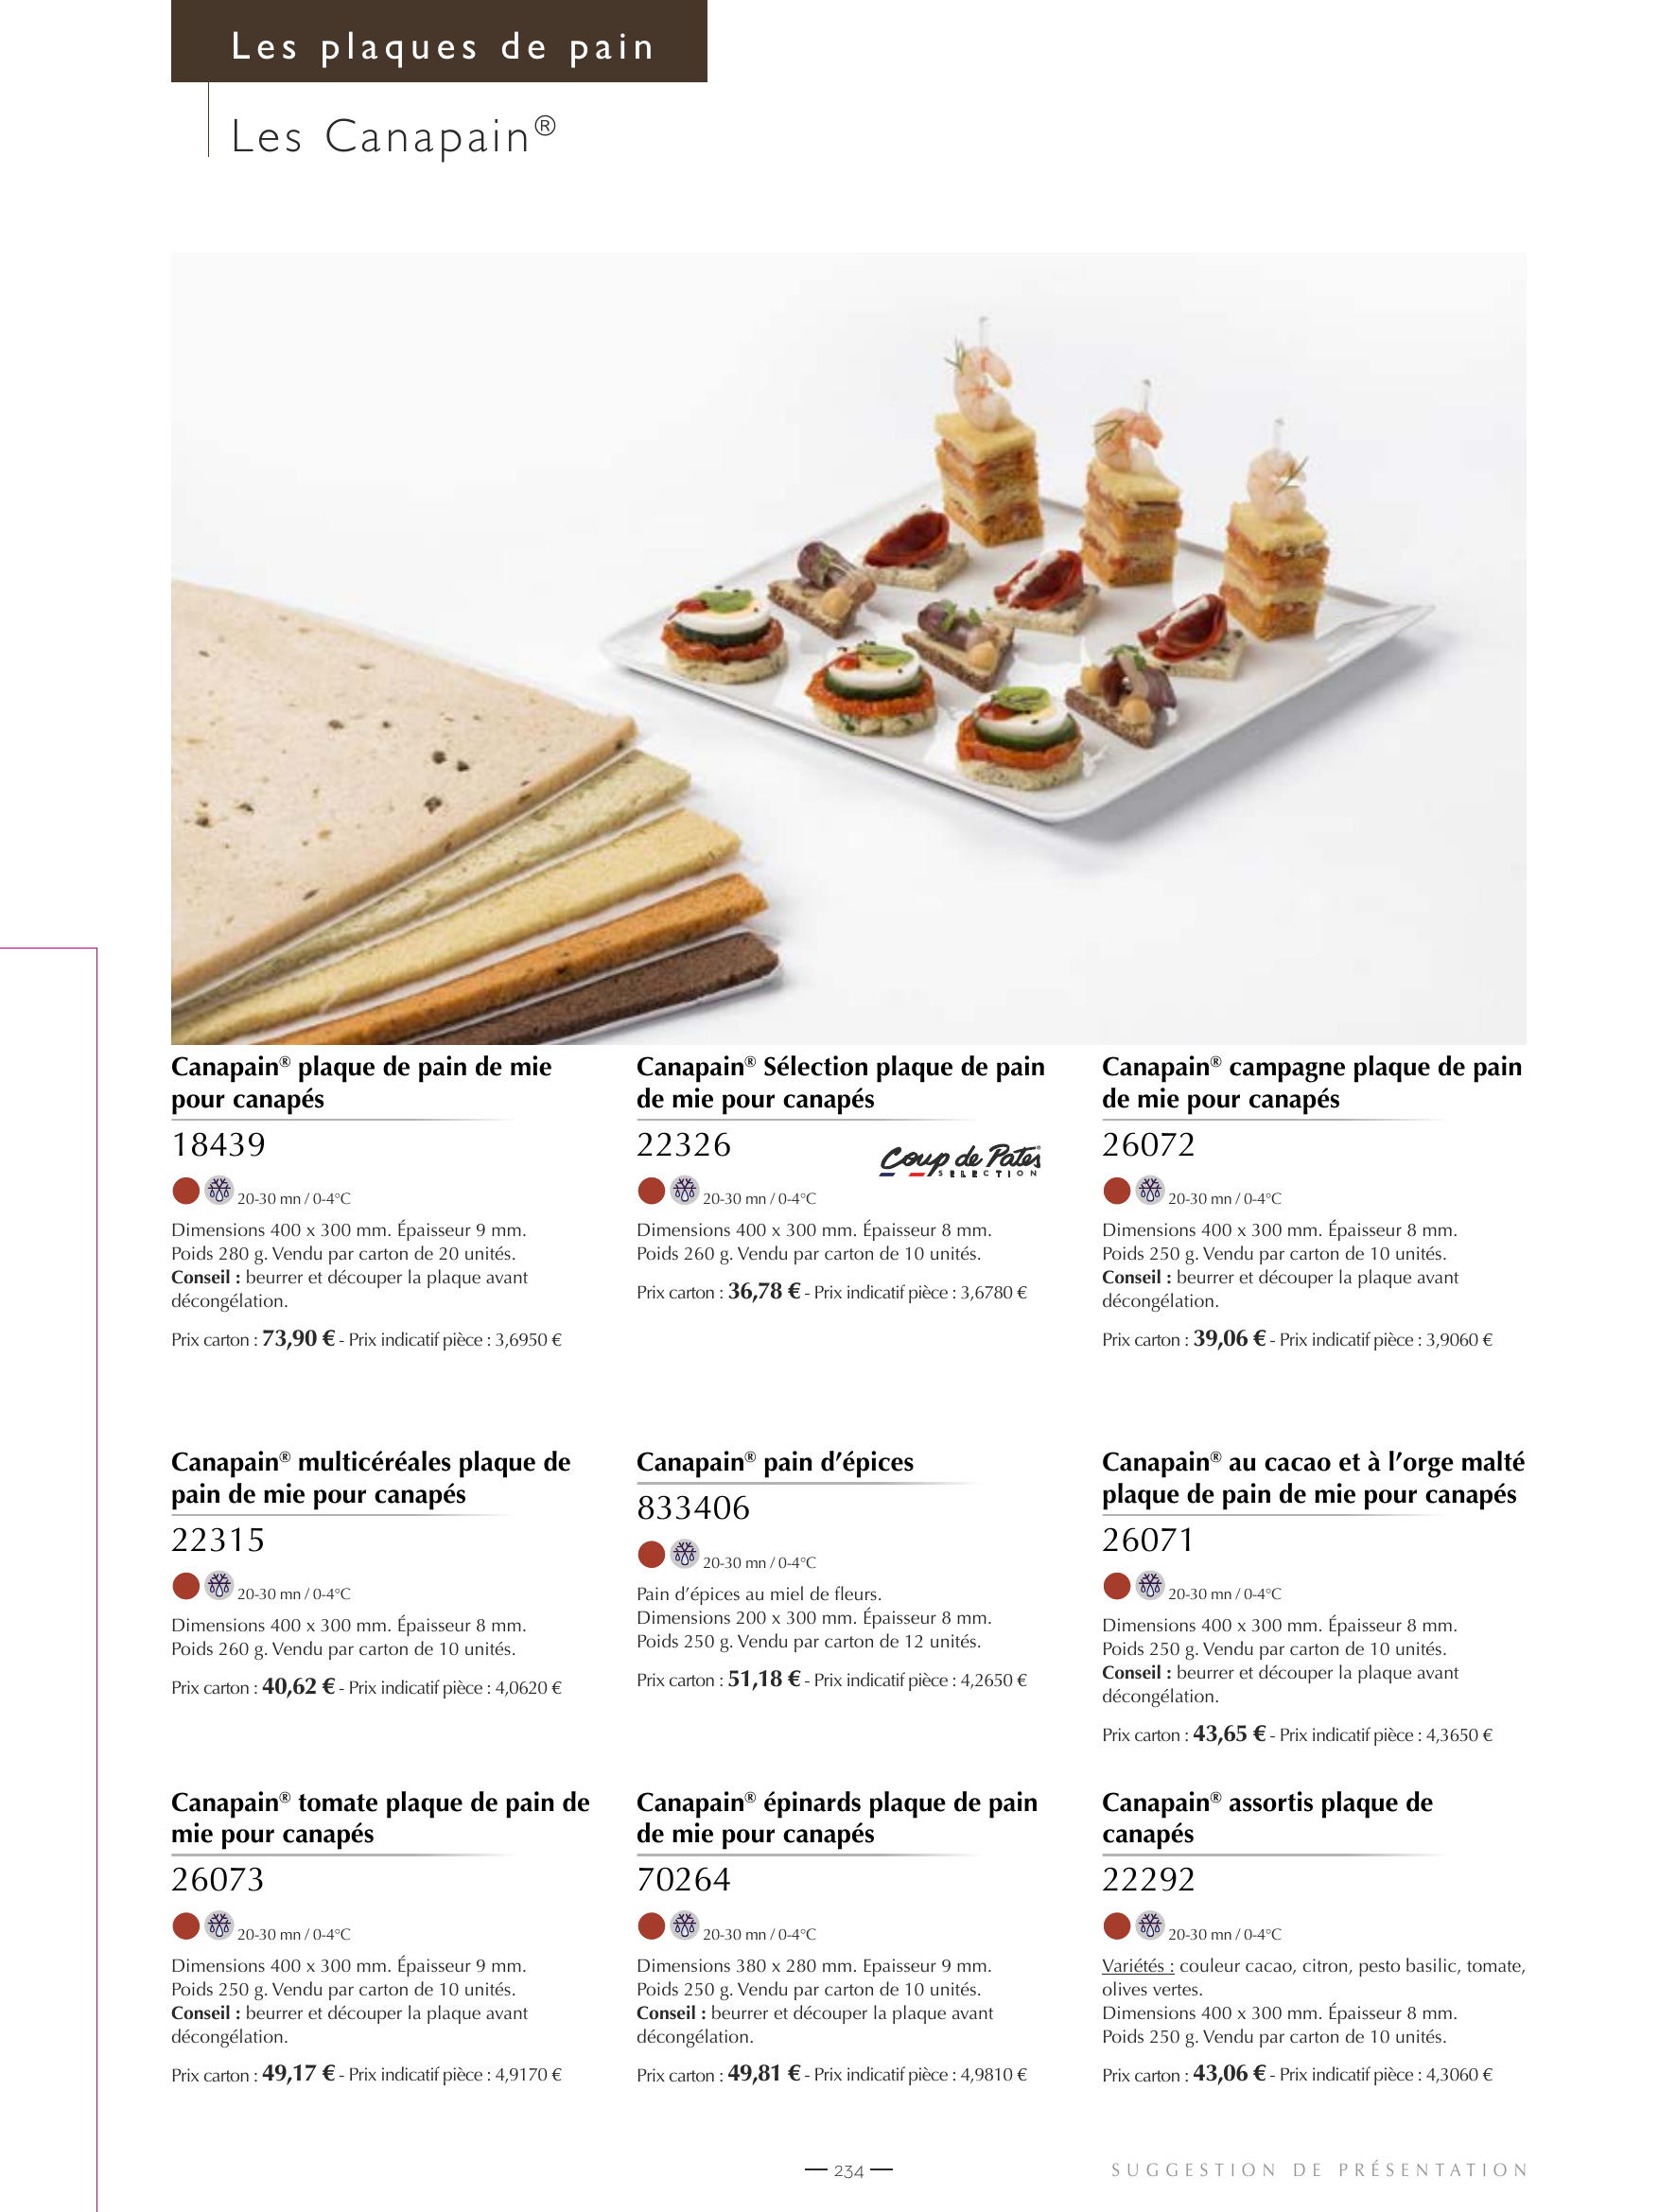 Les plaques de pain
Les Canapain®
Canapain® plaque de pain de mie
pour canapés
18439
20-30 mn / 0-4°C
Dimensions 400 x 300 mm. Épaisseur 9 mm.
Poids 280 g. Vendu par carton de 20 unités.
Conseil : beurrer et découper la plaque avant
décongélation.
Prix carton : 73,90 € - Prix indicatif pièce : 3,6950 €
Canapain® Sélection plaque de pain
de mie pour canapés
22326
Coup de Pates
SELECTION
20-30 mn / 0-4°C
Dimensions 400 x 300 mm. Épaisseur 8 mm.
Poids 260 g. Vendu par carton de 10 unités.
Prix carton : 36,78 € - Prix indicatif pièce : 3,6780 €
Canapain® campagne plaque de pain
de mie pour canapés
26072
20-30 mn / 0-4°C
Dimensions 400 x 300 mm. Épaisseur 8 mm.
Poids 250 g. Vendu par carton de 10 unités.
Conseil : beurrer et découper la plaque avant
décongélation.
Prix carton : 39,06 € - Prix indicatif pièce : 3,9060 €
Canapain® multicéréales plaque de
pain de mie pour canapés
22315
20-30 mn / 0-4°C
Dimensions 400 x 300 mm. Épaisseur 8 mm.
Poids 260 g. Vendu par carton de 10 unités.
Prix carton : 40,62 € - Prix indicatif pièce : 4,0620 €
Canapain® pain d’épices
833406
20-30 mn / 0-4°C
Pain d’épices au miel de fleurs.
Dimensions 200 x 300 mm. Épaisseur 8 mm.
Poids 250 g. Vendu par carton de 12 unités.
Prix carton : 51,18 € - Prix indicatif pièce : 4,2650 €
Canapain® au cacao et à l’orge malté
plaque de pain de mie pour canapés
26071
20-30 mn / 0-4°C
Dimensions 400 x 300 mm. Épaisseur 8 mm.
Poids 250 g. Vendu par carton de 10 unités.
Conseil : beurrer et découper la plaque avant
décongélation.
Prix carton : 43,65 € - Prix indicatif pièce : 4,3650 €
Canapain® tomate plaque de pain de
mie pour canapés
26073
20-30 mn / 0-4°C
Dimensions 400 x 300 mm. Épaisseur 9 mm.
Poids 250 g. Vendu par carton de 10 unités.
Conseil : beurrer et découper la plaque avant
décongélation.
Prix carton : 49,17 € - Prix indicatif pièce : 4,9170 €
Canapain® épinards plaque de pain
de mie pour canapés
70264
20-30 mn / 0-4°C
Dimensions 380 x 280 mm. Epaisseur 9 mm.
Poids 250 g. Vendu par carton de 10 unités.
Conseil : beurrer et découper la plaque avant
décongélation.
Prix carton : 49,81 € - Prix indicatif pièce : 4,9810 €
Canapain® assortis plaque de
canapés
22292
20-30 mn / 0-4°C
Variétés : couleur cacao, citron, pesto basilic, tomate,
olives vertes.
Dimensions 400 x 300 mm. Épaisseur 8 mm.
Poids 250 g. Vendu par carton de 10 unités.
Prix carton : 43,06 € - Prix indicatif pièce : 4,3060 €
234
SUGGESTION DE PRÉSENTATION